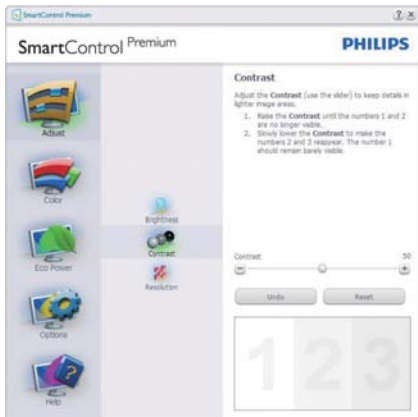 SmartControl Premium
SmartControl Premium
PHILIPS
Adjust
Color
Eco Power
Options
Help
Brightness
Contrast
Resolution
Contrast
Adjust the Contrast (use the slider) to keep details in
lighter image areas.
1. Raise the Contrast until the numbers 1 and 2
are no longer visible.
2. Slowly lower the Contrast to make the
numbers 2 and 3 reappear. The number 1
should remain barely visible.
Contrast 50
Undo Reset
1 2 3